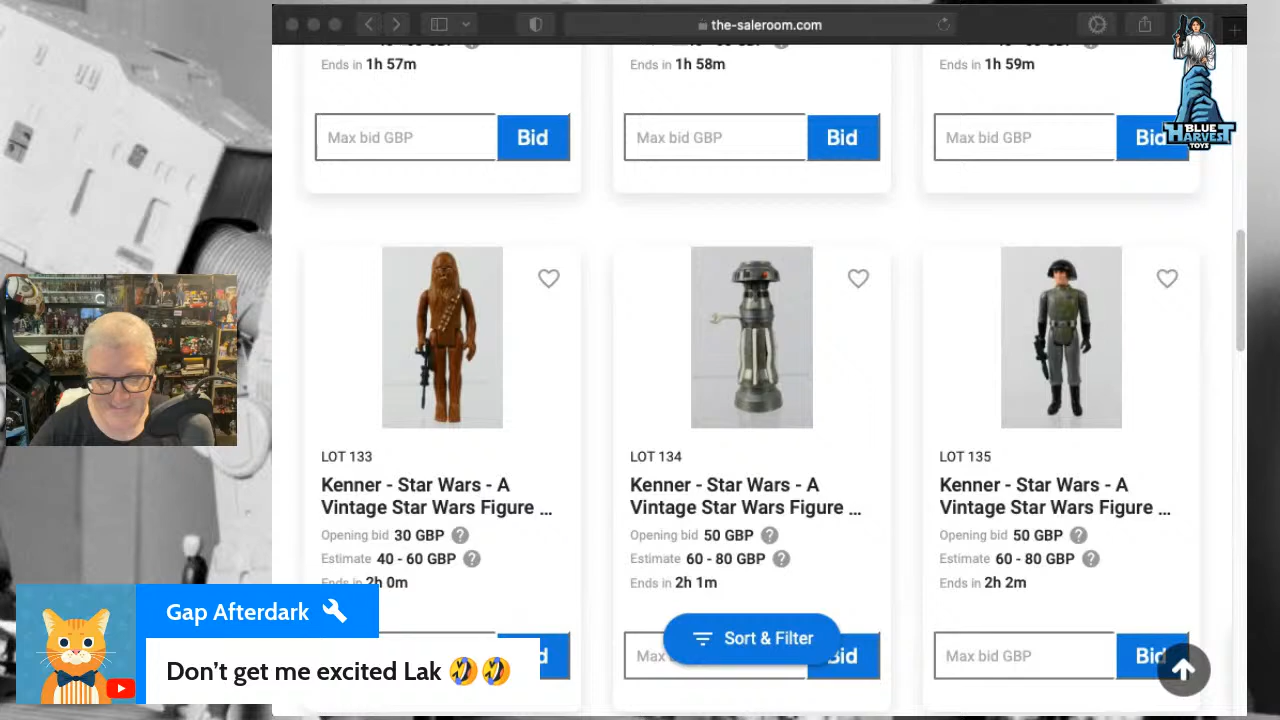 the-saleroom.com
Ends in 1h 57m
Ends in 1h 58m
Ends in 1h 59m
Max bid GBP
Bid
Max bid GBP
Bid
Max bid GBP
Bid
BLUE
HARVEST
TOYS
LOT 133
Kenner - Star Wars - A
Vintage Star Wars Figure ...
Opening bid 30 GBP ?
Estimate 40 - 60 GBP ?
Ends in 2h 0m
LOT 134
Kenner - Star Wars - A
Vintage Star Wars Figure ...
Opening bid 50 GBP ?
Estimate 60 - 80 GBP ?
Ends in 2h 1m
LOT 135
Kenner - Star Wars - A
Vintage Star Wars Figure ...
Opening bid 50 GBP ?
Estimate 60 - 80 GBP ?
Ends in 2h 2m
Sort & Filter
Max
Bid
Max bid GBP
Bid
Gap Afterdark
Don't get me excited Lak 🤣🤣